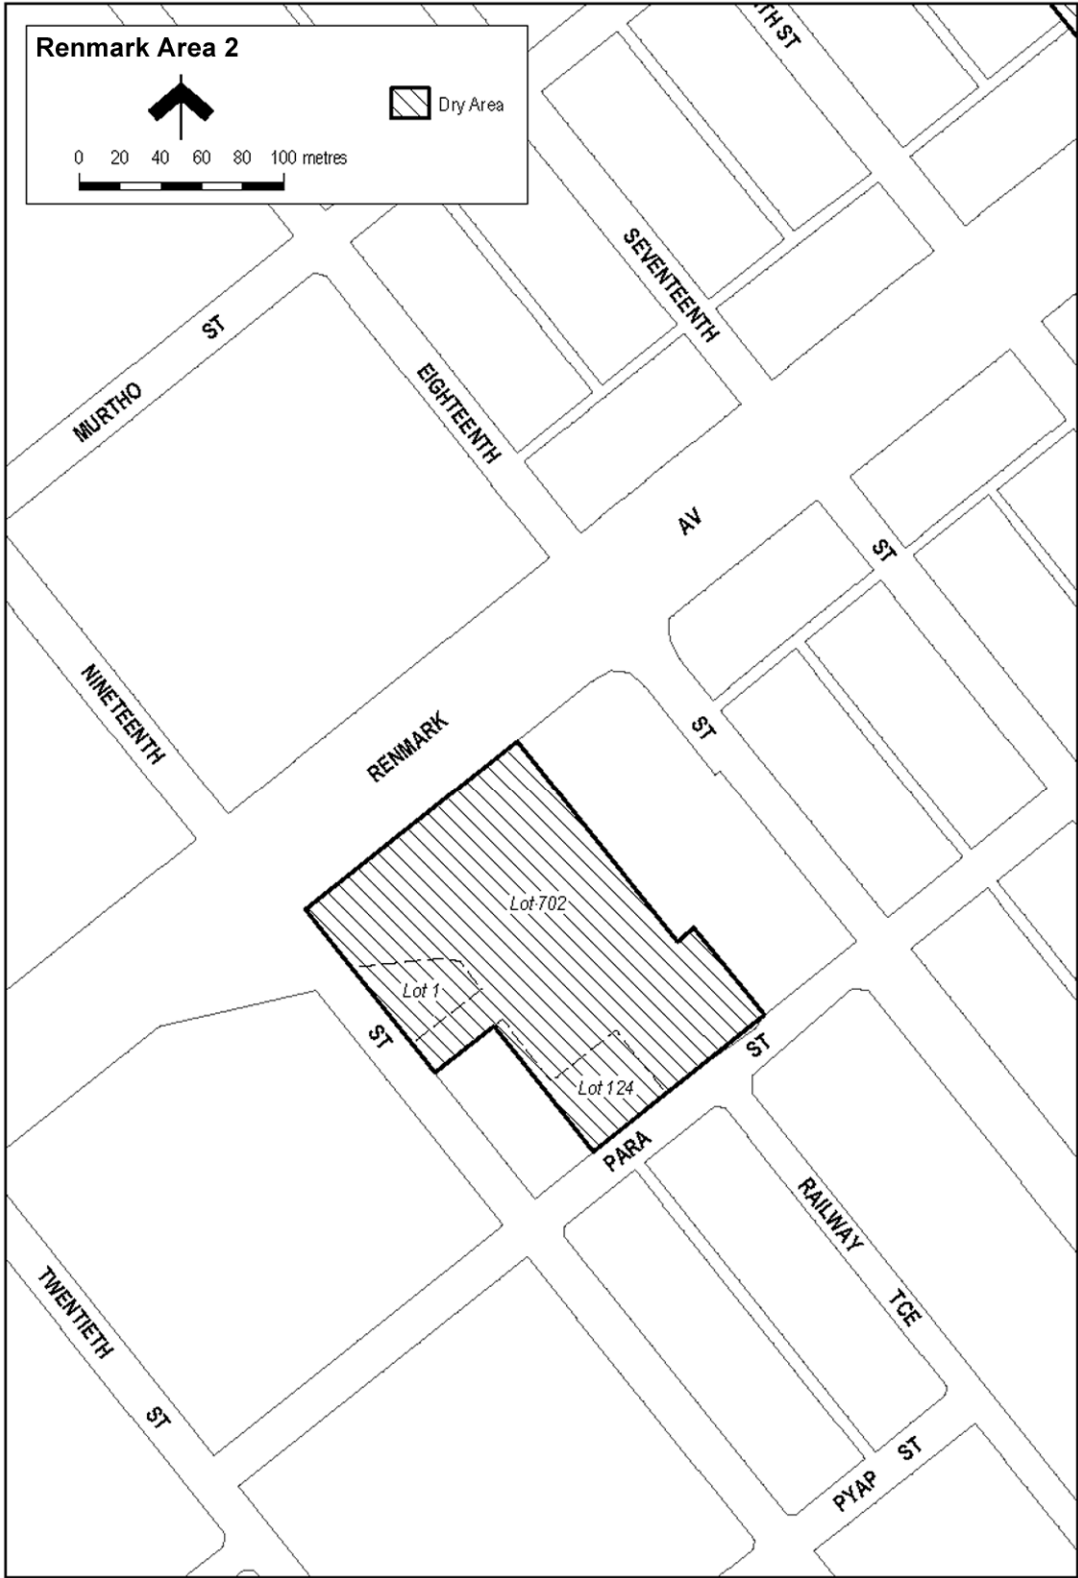 Renmark Area 2
Dry Area
0 20 40 60 80 100 metres
TH ST
SEVENTEENTH
ST
MURTHO
EIGHTEENTH
AV
ST
NINETEENTH
RENMARK
ST
Lot 702
Lot 1
ST
ST
Lot 124
PARA
RAILWAY
TCE
TWENTIETH
ST
ST
PYAP